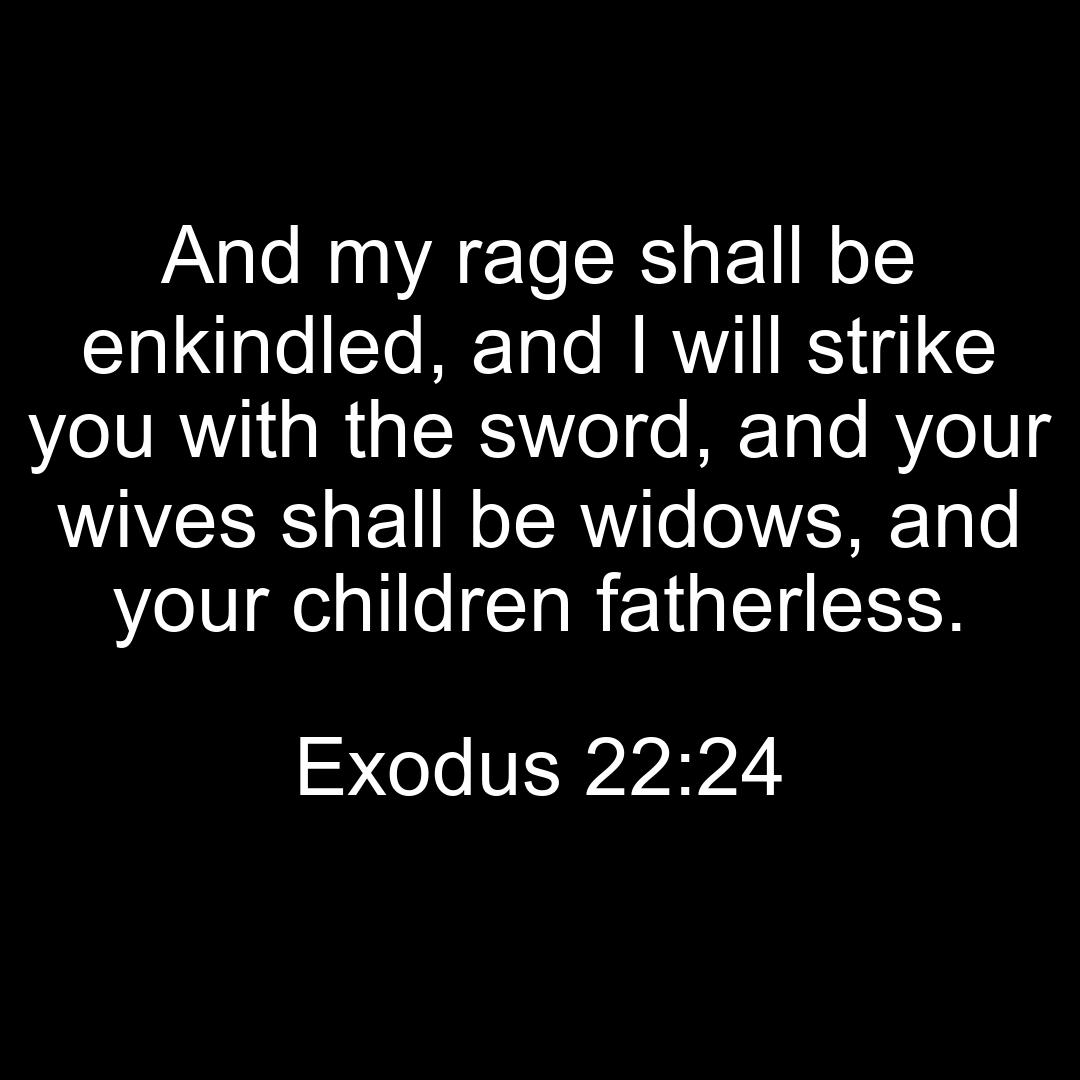 And my rage shall be
enkindled, and I will strike
you with the sword, and your
wives shall be widows, and
your children fatherless.
Exodus 22:24